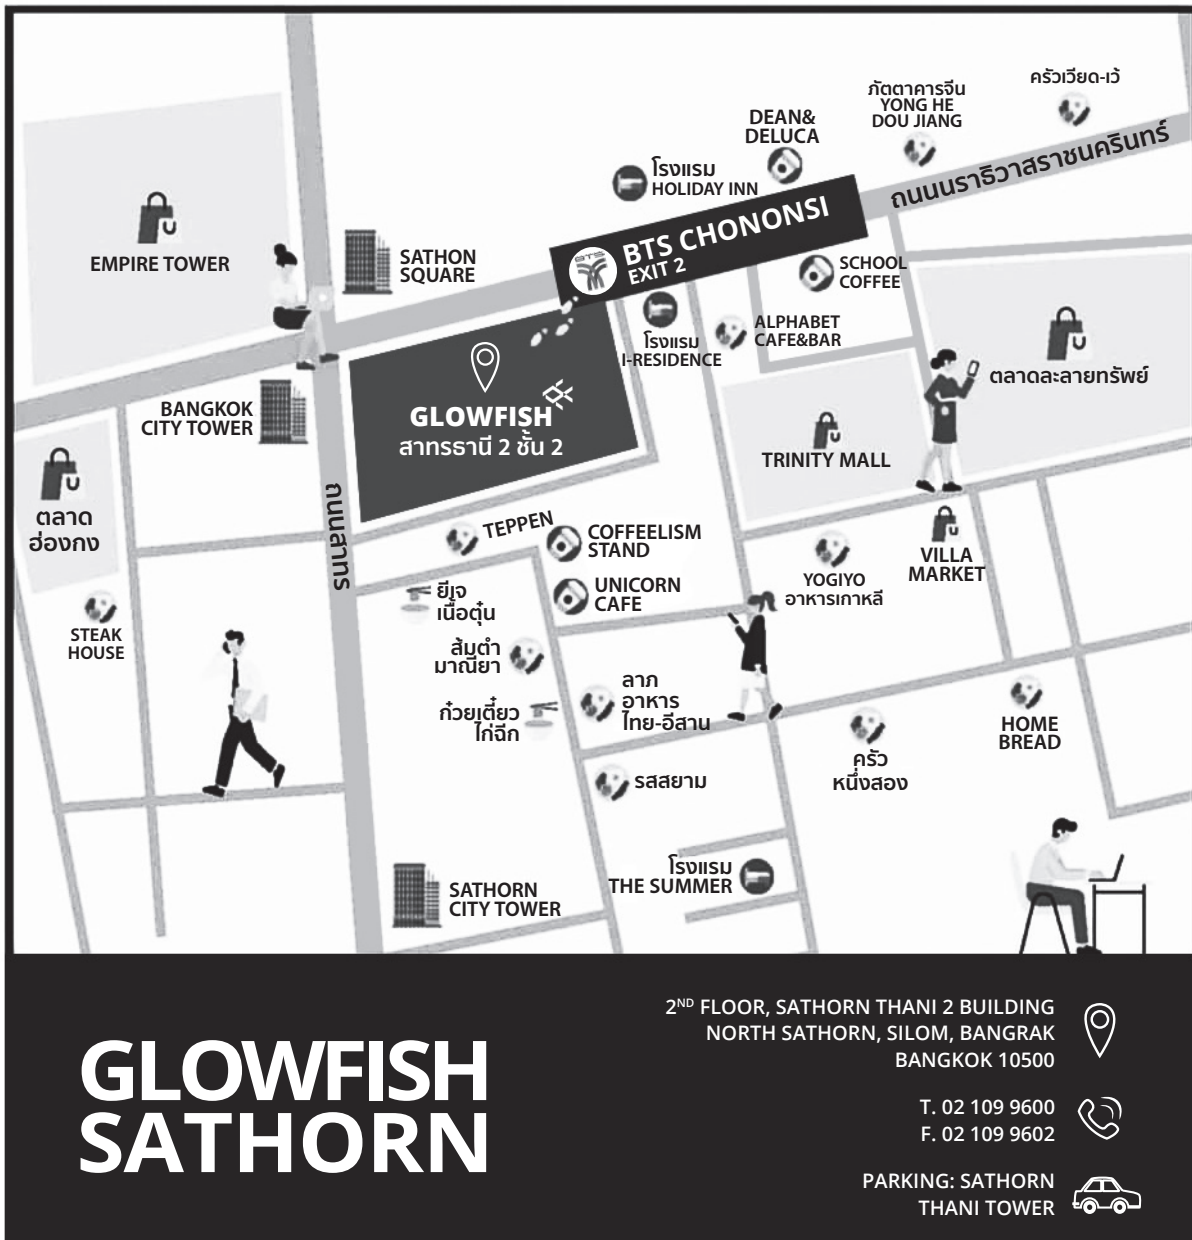 ครัวเวียด-เว้
ภัตตาคารจีน
YONG HE
DOU JIANG
DEAN&
DELUCA
ถนนนราธิวาสราชนครินทร์
โรงแรม
HOLIDAY INN
BTS CHONONSI
EXIT 2
BTS
EMPIRE TOWER
SATHON
SQUARE
SCHOOL
COFFEE
โรงแรม
I-RESIDENCE
ALPHABET
CAFE&BAR
ตลาดละลายทรัพย์
BANGKOK
CITY TOWER
GLOWFISH
สาทรธานี 2 ชั้น 2
TRINITY MALL
ตลาด
ฮ่องกง
ถนนสาทร
TEPPEN
COFFEELISM
STAND
VILLA
MARKET
YOGIYO
อาหารเกาหลี
ยีเจ
เนื้อตุ๋น
UNICORN
CAFE
STEAK
HOUSE
ส้มตำ
มาณียา
ลาภ
อาหาร
ไทย-อีสาน
ก๋วยเตี๋ยว
ไก่ฉีก
HOME
BREAD
ครัว
หนึ่งสอง
รสสยาม
โรงแรม
THE SUMMER
SATHORN
CITY TOWER
GLOWFISH
SATHORN
2ND FLOOR, SATHORN THANI 2 BUILDING
NORTH SATHORN, SILOM, BANGRAK
BANGKOK 10500
T. 02 109 9600
F. 02 109 9602
PARKING: SATHORN
THANI TOWER